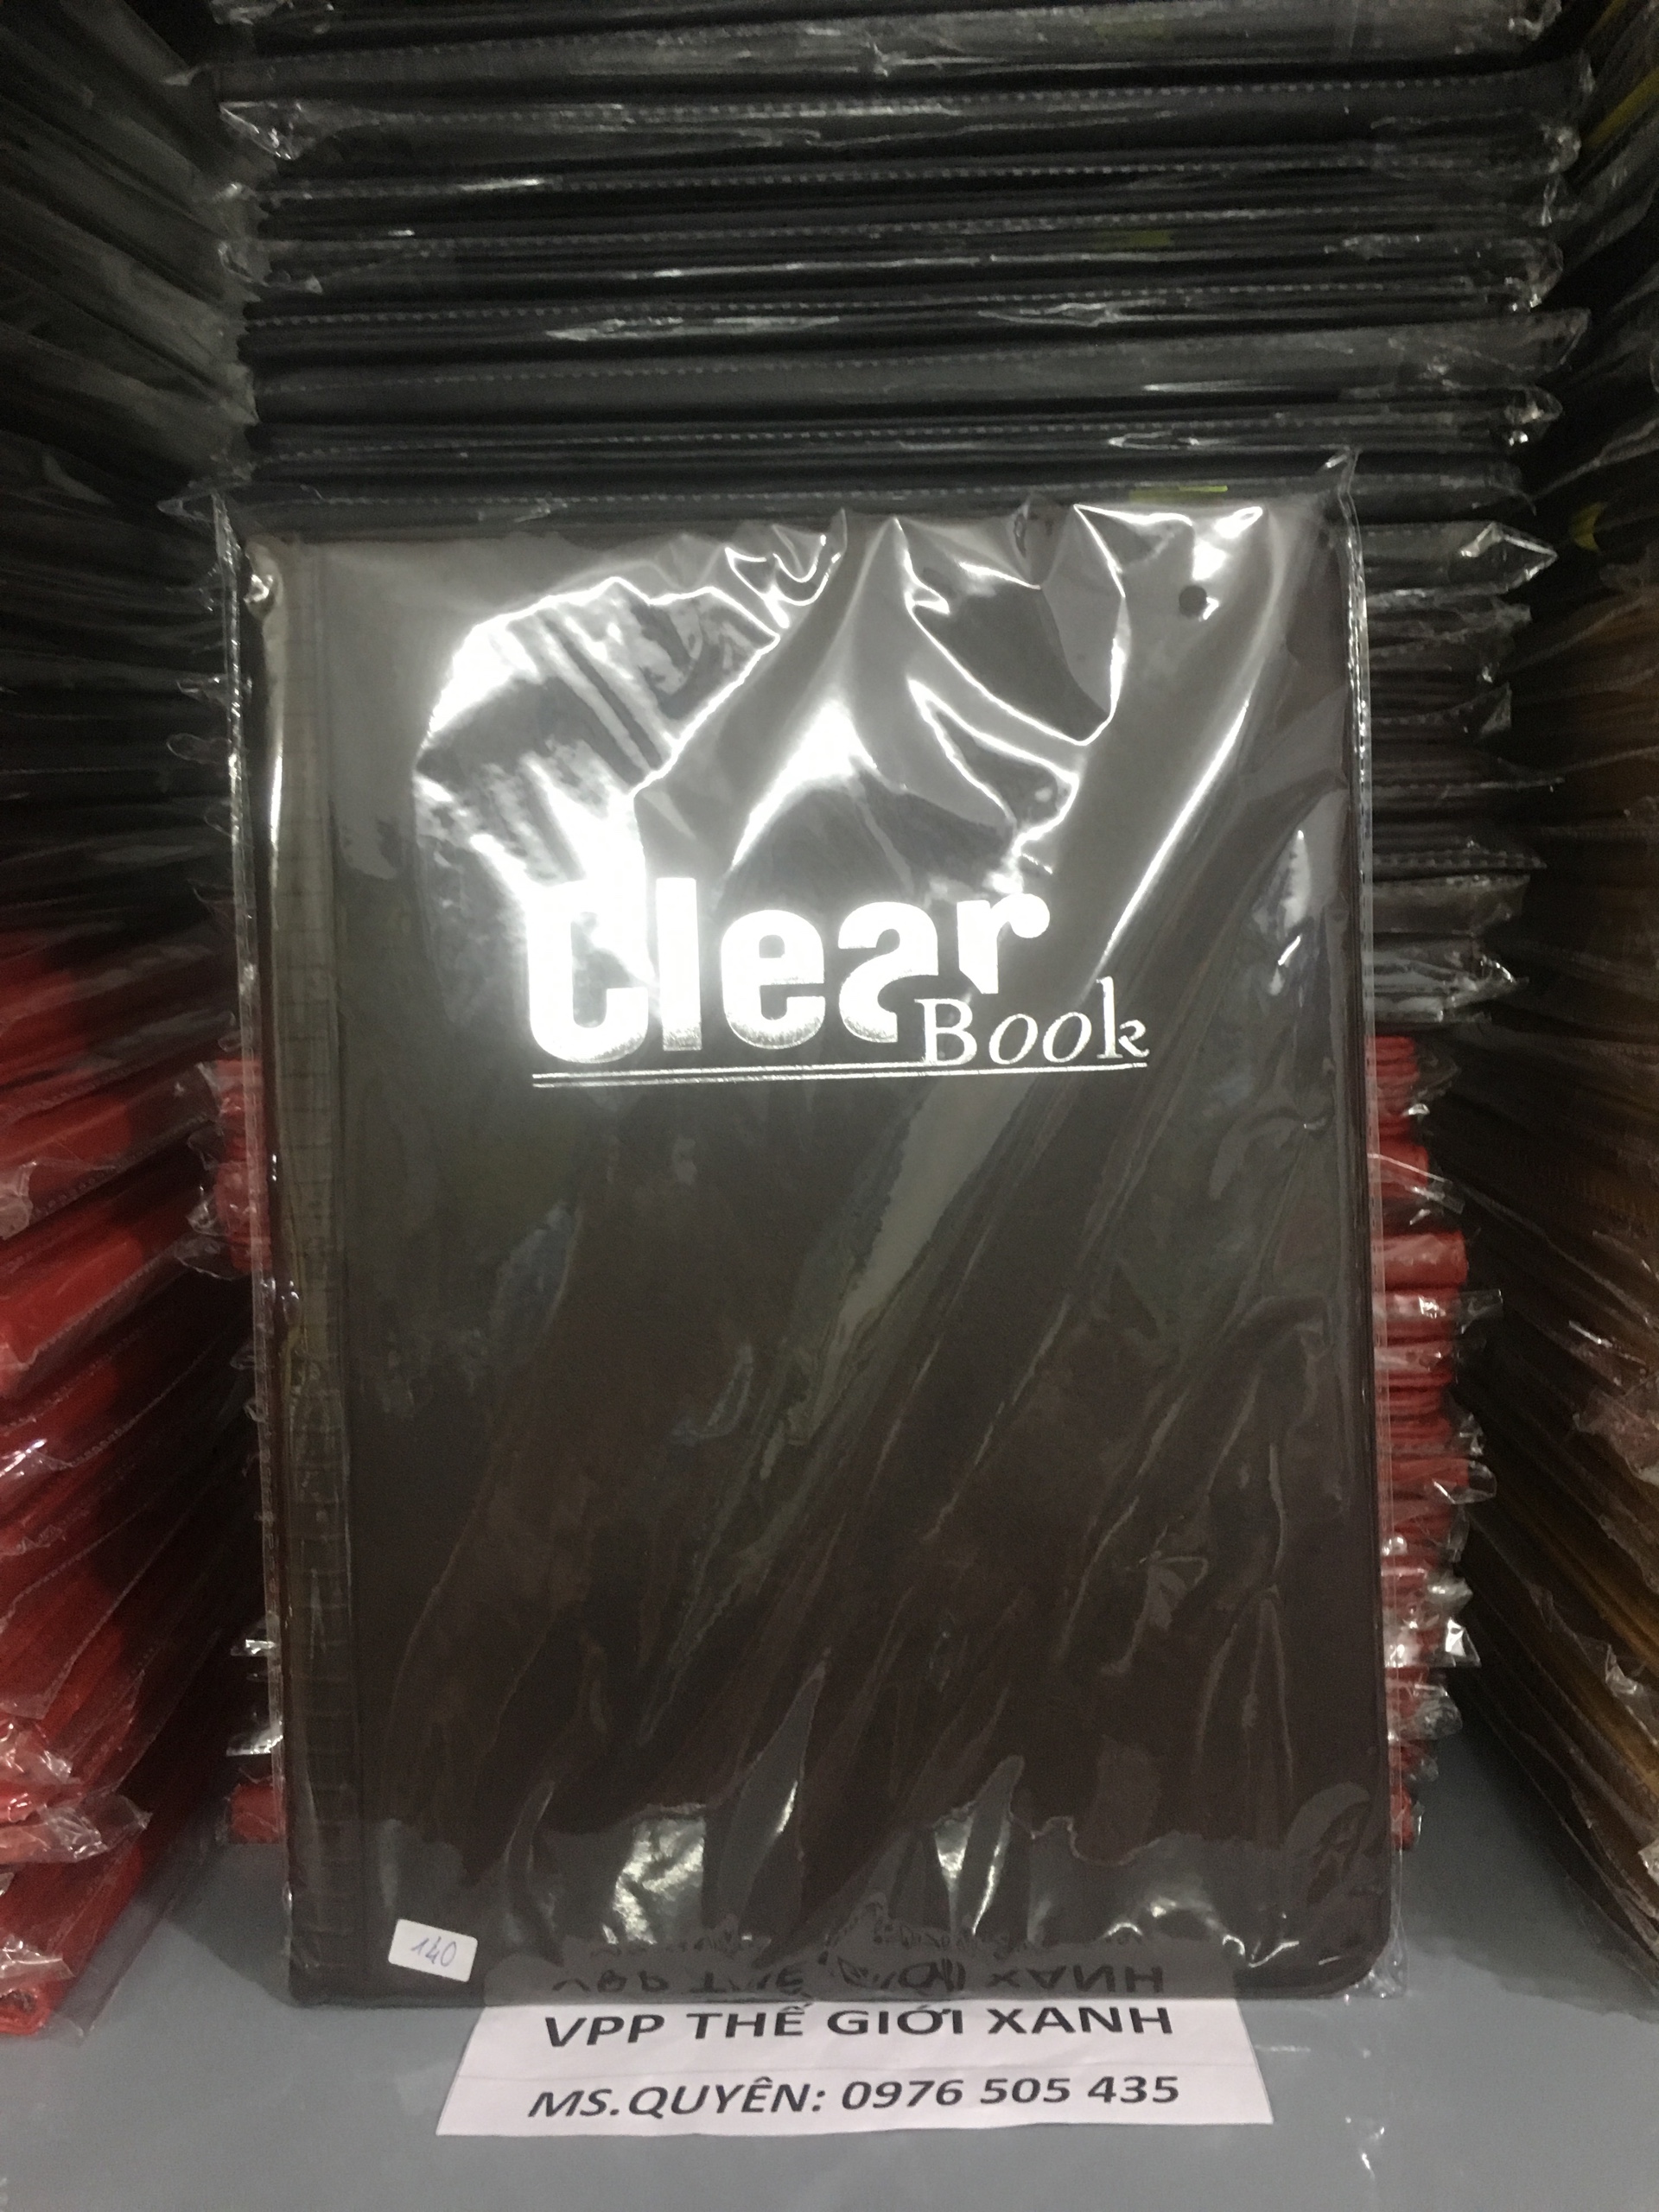 Clear
Book
140
VPP THẾ GIỚI XANH
MS.QUYÊN: 0976 505 435